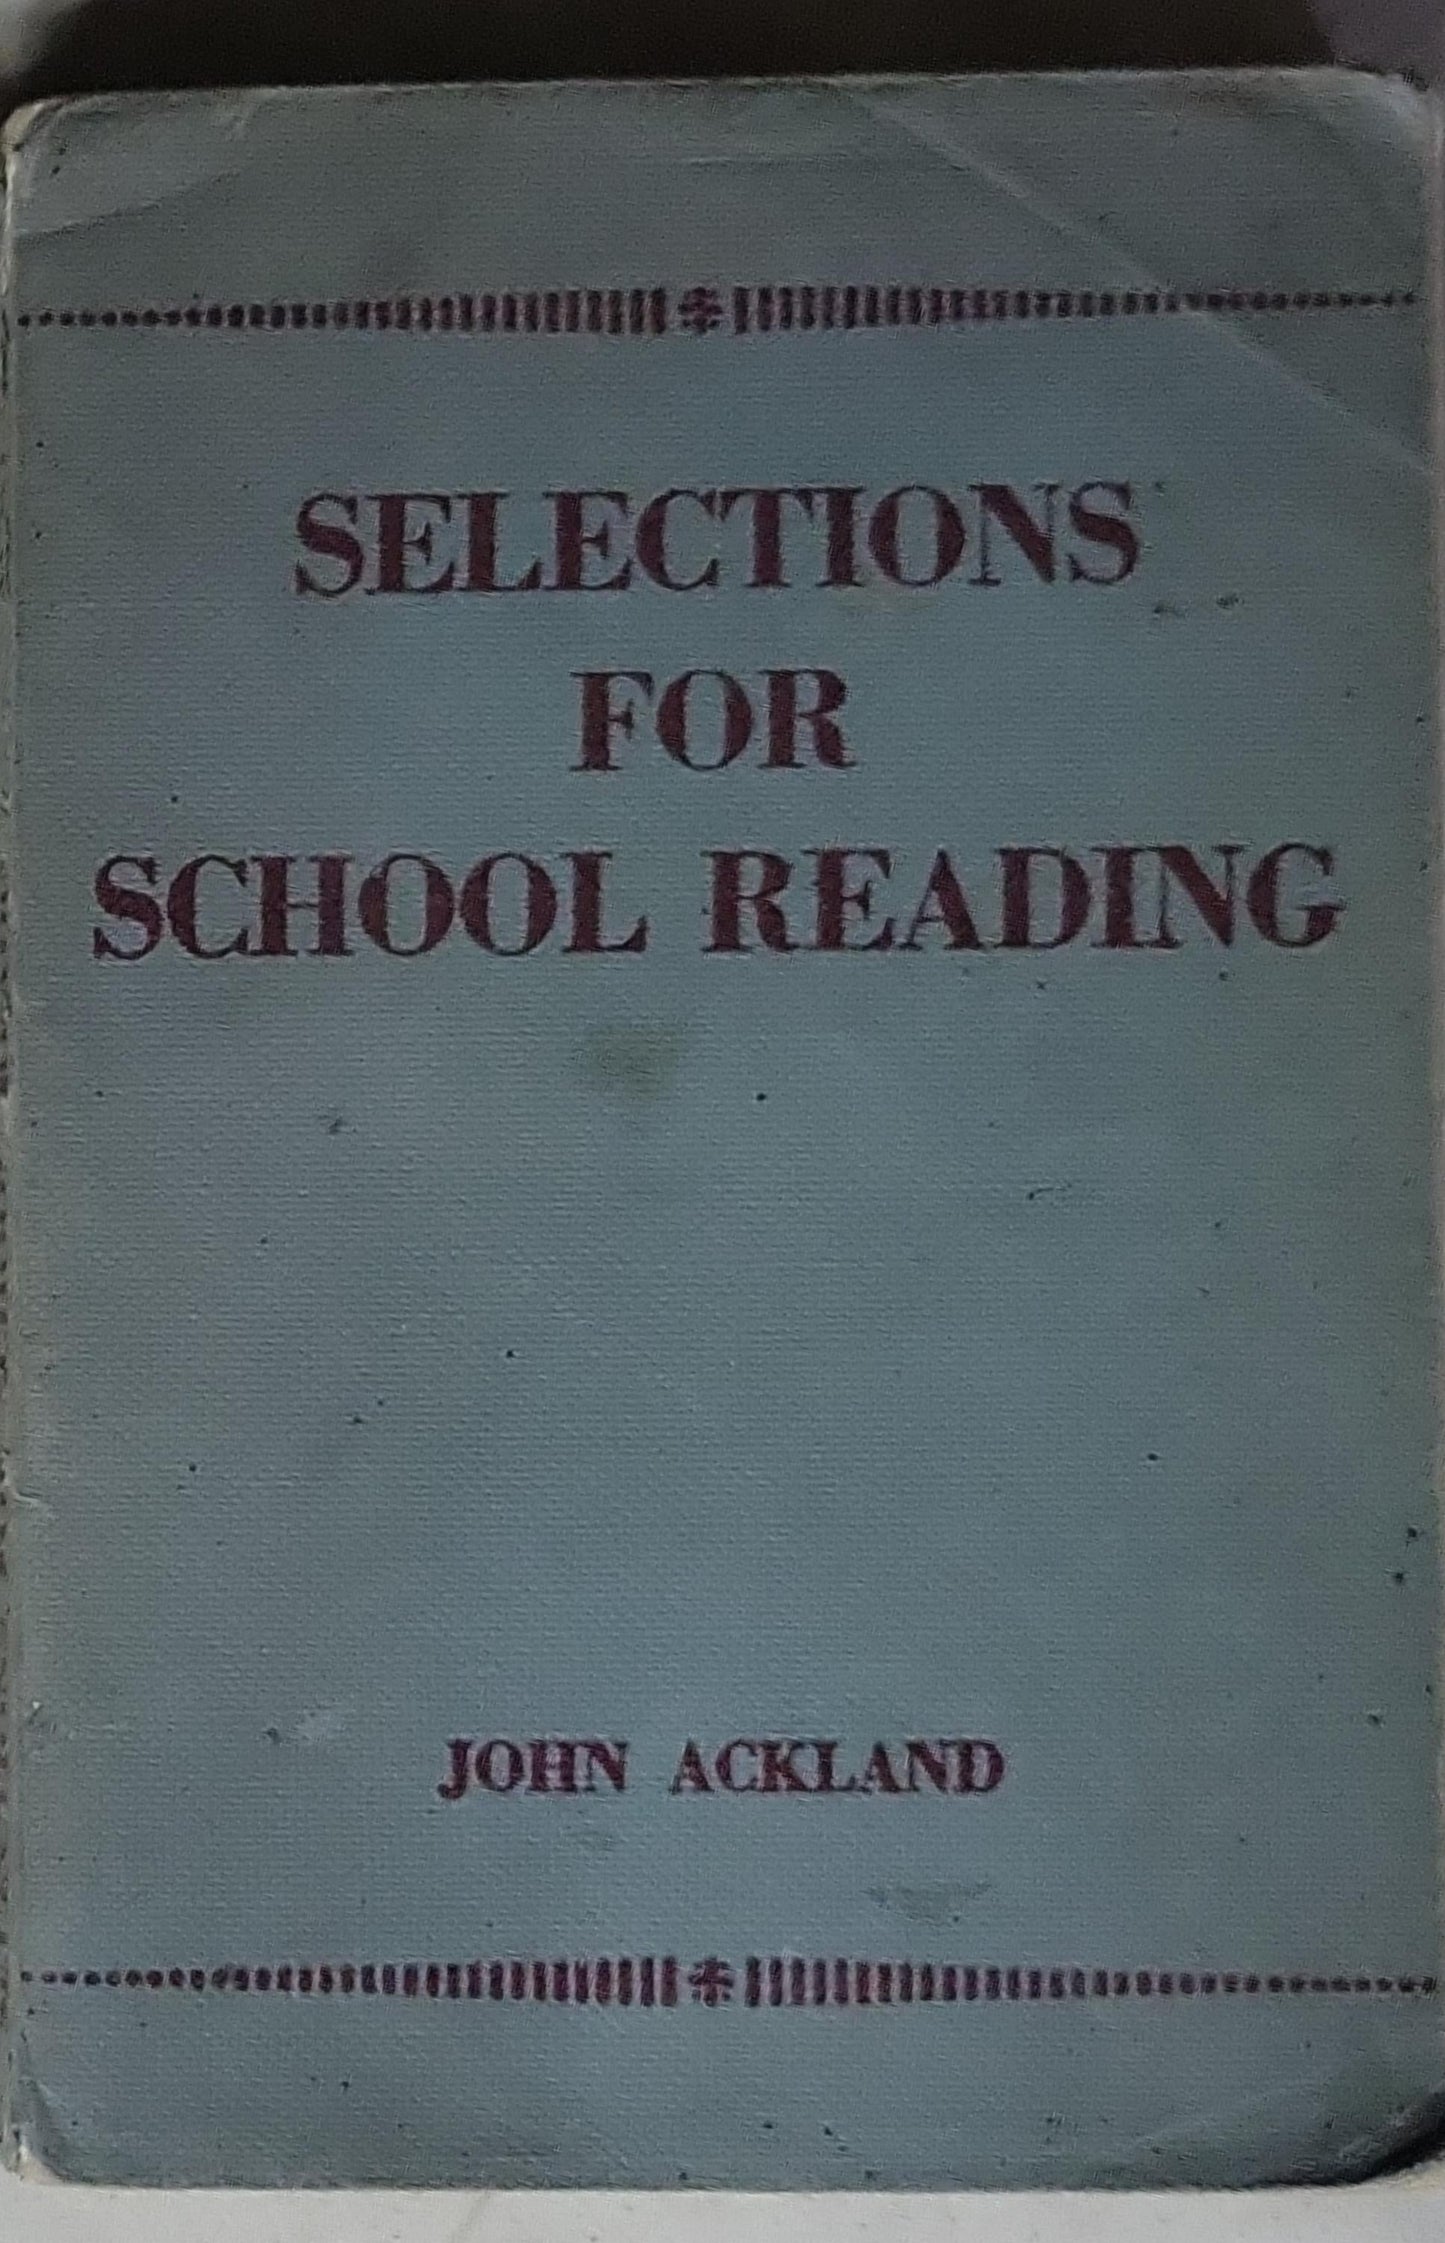 SELECTIONS
FOR
SCHOOL READING
JOHN ACKLAND